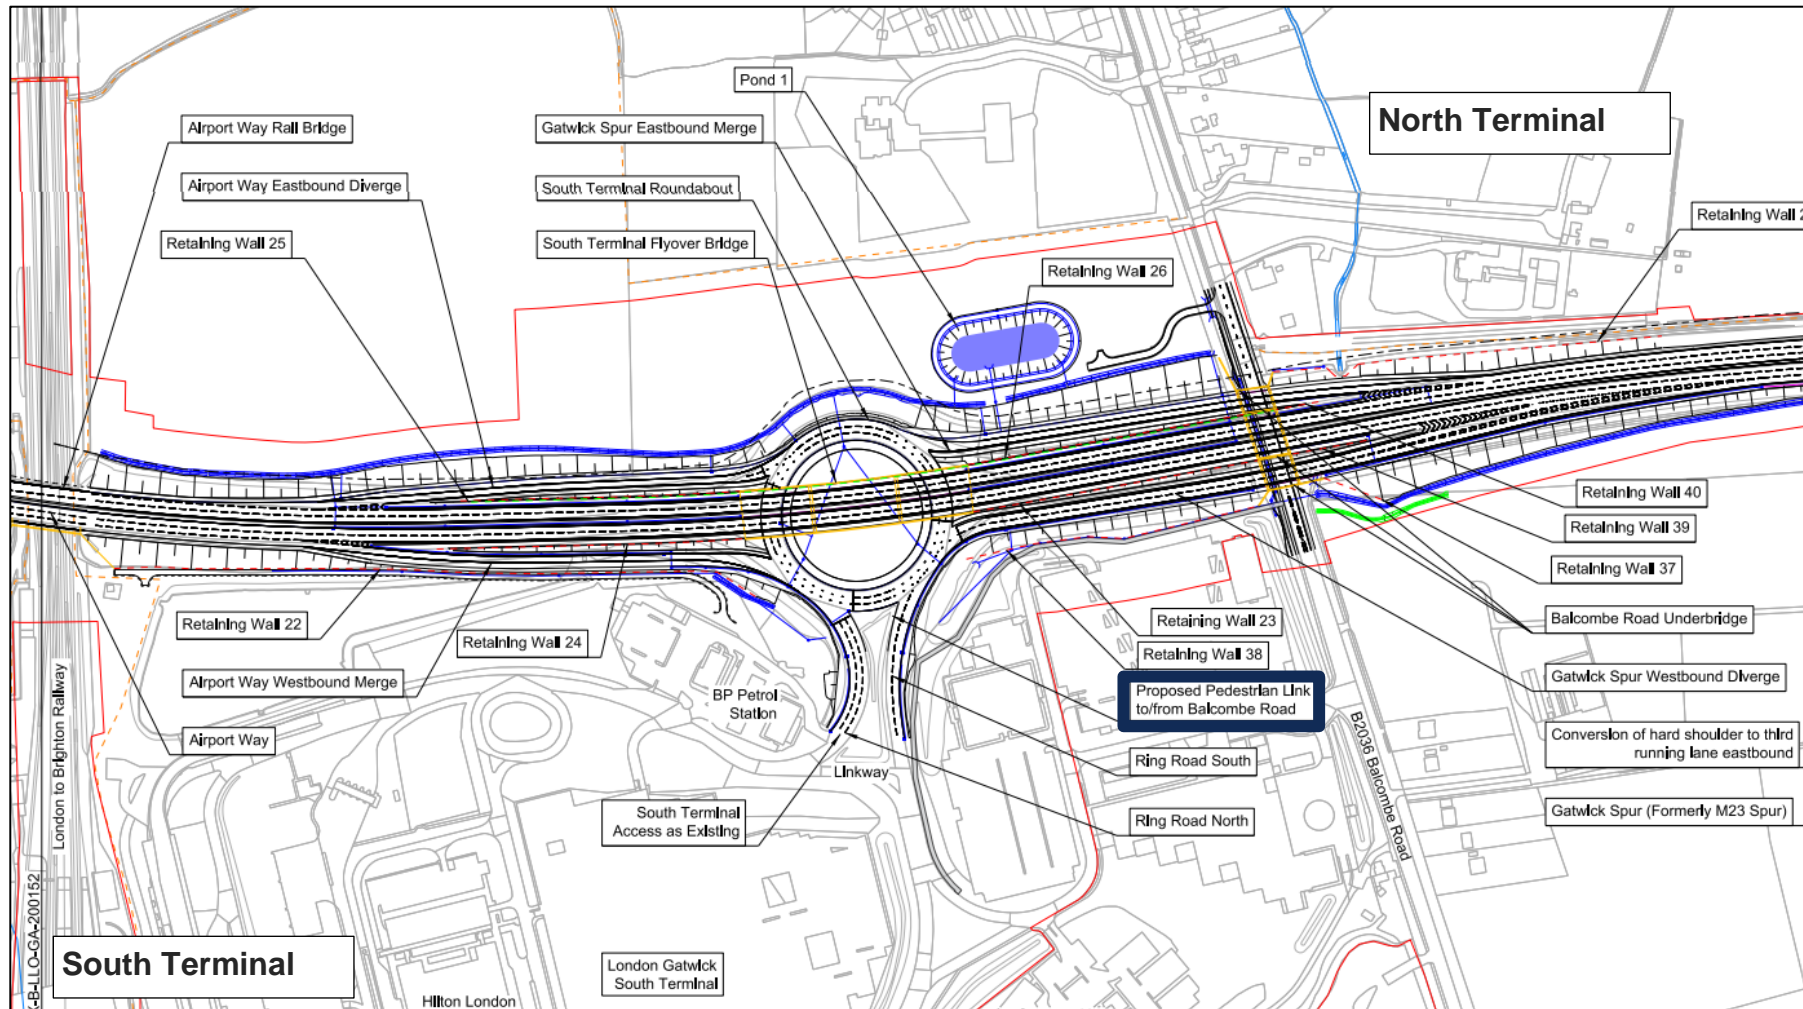 Pond 1
North Terminal
Airport Way Rail Bridge
Gatwick Spur Eastbound Merge
Airport Way Eastbound Diverge
South Terminal Roundabout
Retaining Wall 2
Retaining Wall 25
South Terminal Flyover Bridge
Retaining Wall 26
Retaining Wall 40
Retaining Wall 39
Retaining Wall 37
Balcombe Road Underbridge
Retaining Wall 22
Retaining Wall 24
Retaining Wall 23
Retaining Wall 38
Gatwick Spur Westbound Diverge
Airport Way Westbound Merge
BP Petrol
Station
Proposed Pedestrian Link
to/from Balcombe Road
Airport Way
London to Brighton Railway
Linkway
Ring Road South
B2036 Balcombe Road
Conversion of hard shoulder to third
running lane eastbound
South Terminal
Access as Existing
Ring Road North
Gatwick Spur (Formerly M23 Spur)
-B-LLO-GA-200152
South Terminal
London Gatwick
South Terminal
Hilton London